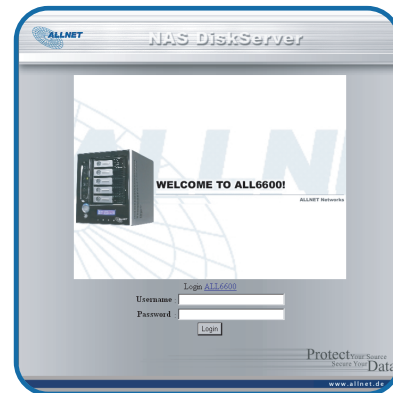 ALLNET
NAS DiskServer
WELCOME TO ALL6600!
ALLNET Networks
Login ALL6600
Username :
Password :
Login
Protect Your Source
Secure Your Data
www.allnet.de